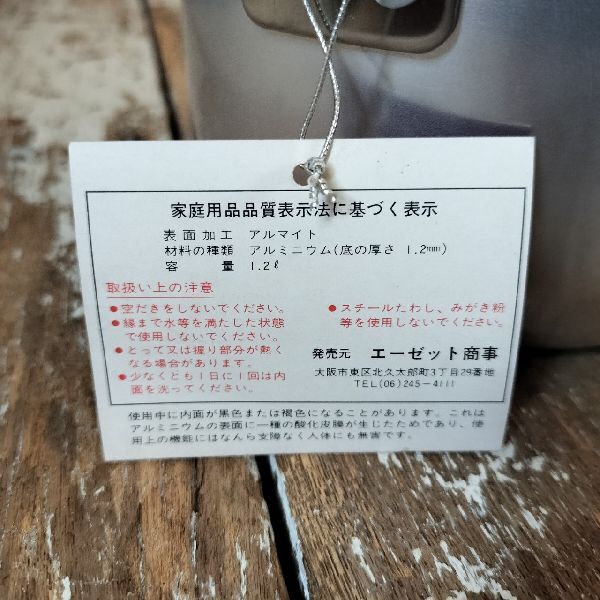 家庭用品品質表示法に基づく表示
表面加工 アルマイト
材料の種類 アルミニウム(底の厚さ 1.2mm)
容量 1.2ℓ
取扱い上の注意
●空だきをしないでください。
●縁まで水等を満たした状態
で使用しないでください。
●とって又は握り部分が熱く
なる場合があります。
●少なくとも1日に1回は内
面を洗ってください。
●スチールたわし、みがき粉
等を使用しないでください。
発売元 エーゼット商事
大阪市東区北久太郎町3丁目29番地
TEL(06)245-4111
使用中に内面が黒色または褐色になることがあります。これは
アルミニウムの表面に一種の酸化皮膜が生じたためであり、使
用上の機能にはなんら支障なく人体にも無害です。